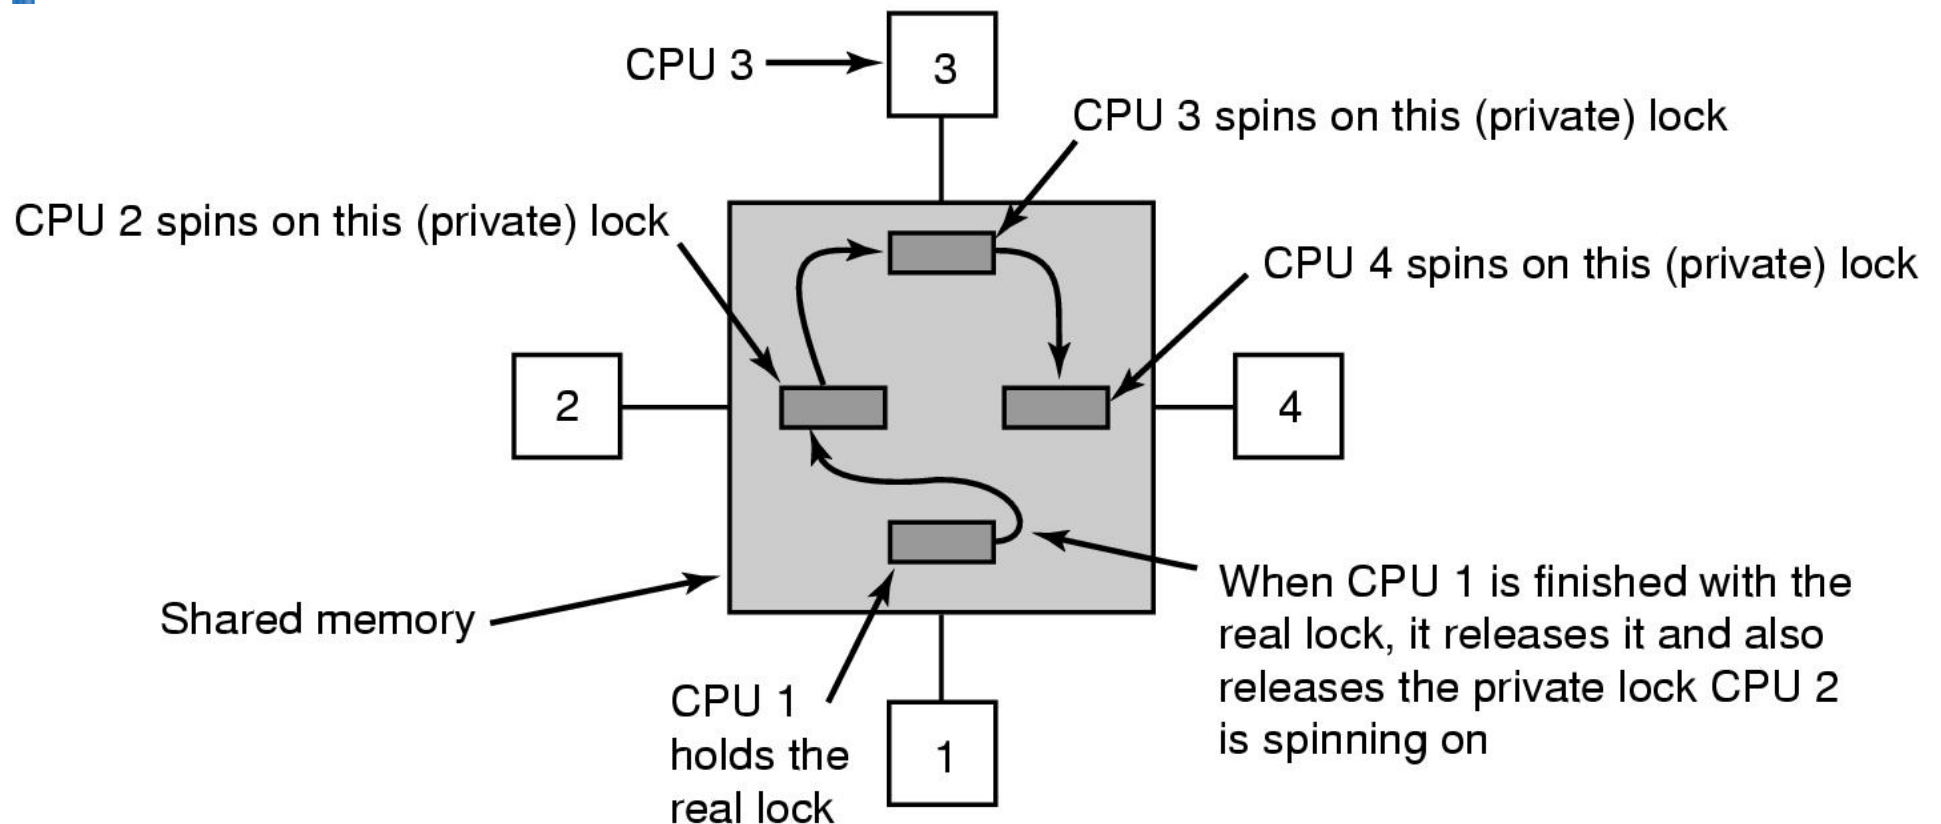 3
CPU 3
CPU 3 spins on this (private) lock
CPU 2 spins on this (private) lock
CPU 4 spins on this (private) lock
2
4
Shared memory
When CPU 1 is finished with the
real lock, it releases it and also
releases the private lock CPU 2
is spinning on
CPU 1
holds the
real lock
1